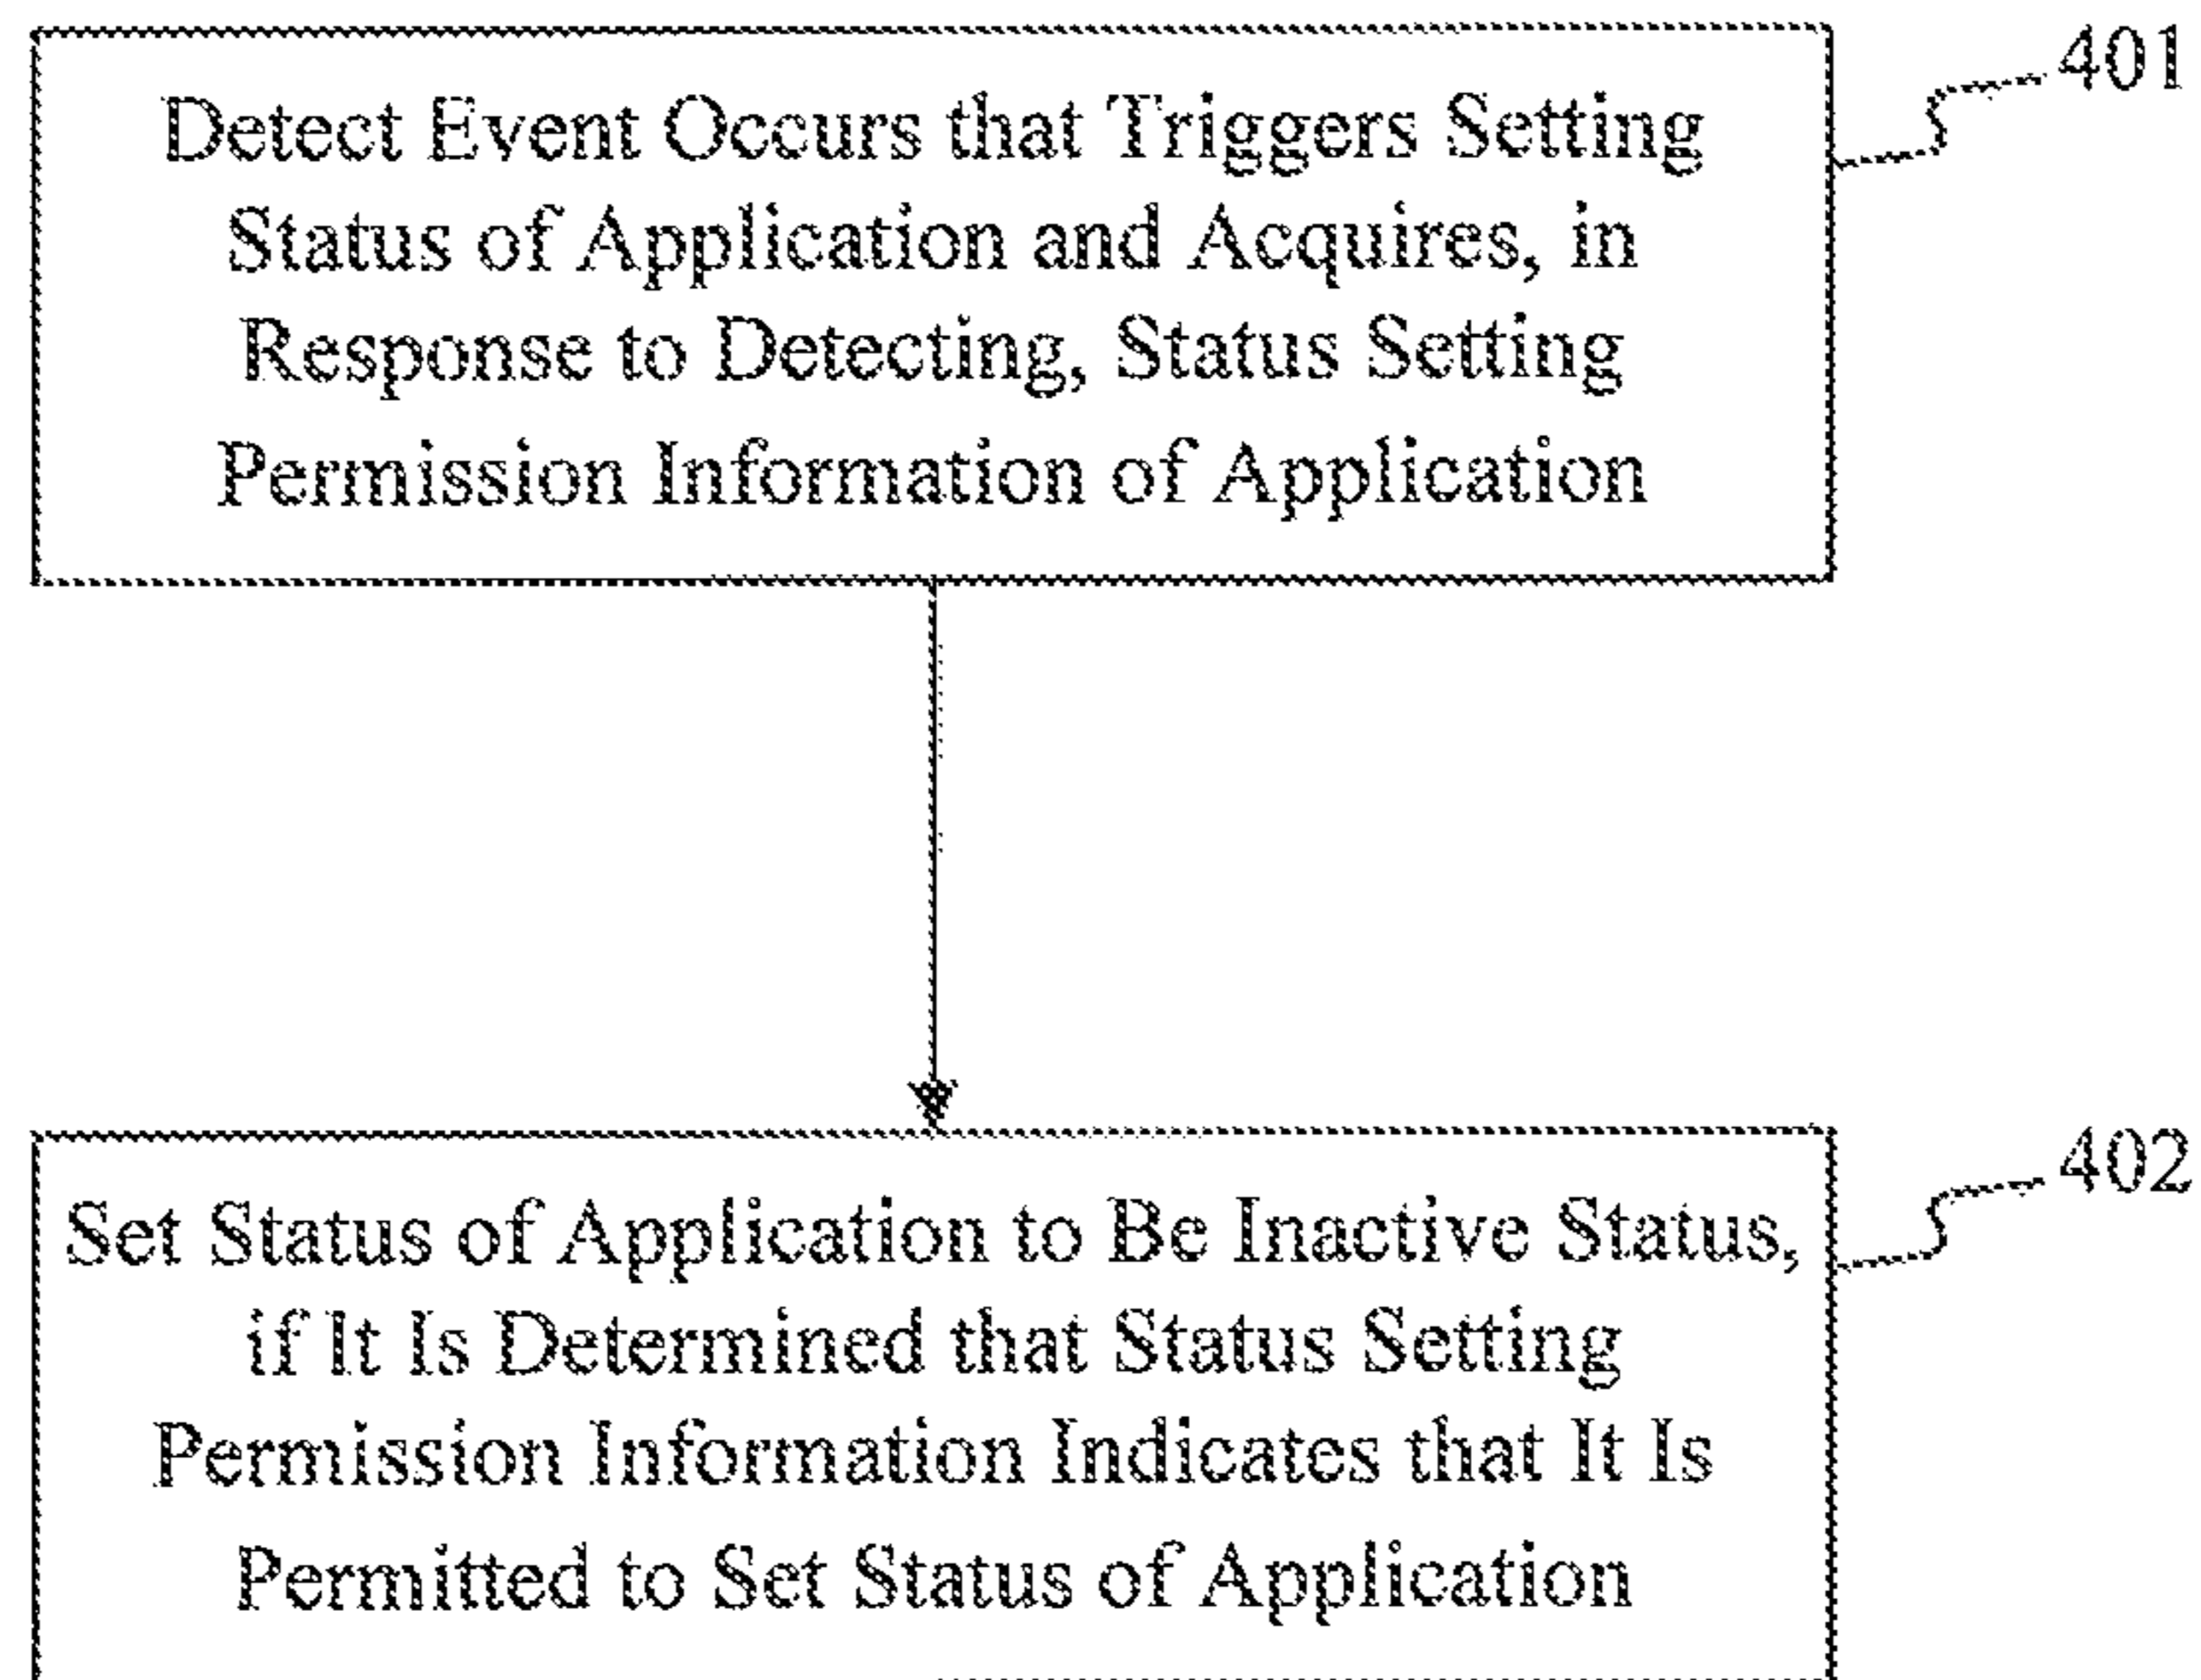 401
Detect Event Occurs that Triggers Setting
Status of Application and Acquires, in
Response to Detecting, Status Setting
Permission Information of Application
402
Set Status of Application to Be Inactive Status,
if It Is Determined that Status Setting
Permission Information Indicates that It Is
Permitted to Set Status of Application